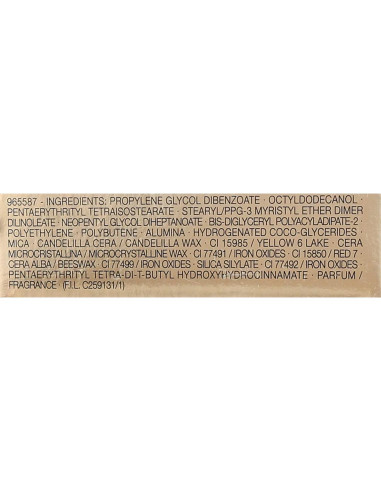 965587 - INGREDIENTS: PROPYLENE GLYCOL DIBENZOATE · OCTYLDODECANOL ·
PENTAERYTHRITYL TETRAISOSTEARATE · STEARYL/PPG-3 MYRISTYL ETHER DIMER
DILINOLEATE · NEOPENTYL GLYCOL DIHEPTANOATE · BIS-DIGLYCERYL POLYACYLADIPATE-2 ·
POLYETHYLENE · POLYBUTENE · ALUMINA · HYDROGENATED COCO-GLYCERIDES ·
MICA · CANDELILLA CERA / CANDELILLA WAX · CI 15985 / YELLOW 6 LAKE · CERA
MICROCRISTALLINA / MICROCRYSTALLINE WAX · CI 77491 / IRON OXIDES · CI 15850 / RED 7 ·
CERA ALBA / BEESWAX · CI 77499 / IRON OXIDES · SILICA SILYLATE · CI 77492 / IRON OXIDES ·
PENTAERYTHRITYL TETRA-DI-T-BUTYL HYDROXYHYDROCINNAMATE · PARFUM /
FRAGRANCE · (F.I.L. C259131/1)